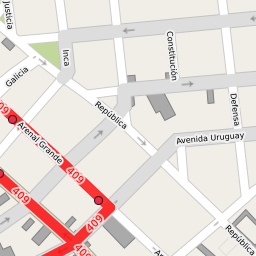 409
Justicia
Inca
Constitución
Galicia
República
Defensa
Arenal Grande
Avenida Uruguay
409
409
409
República
409